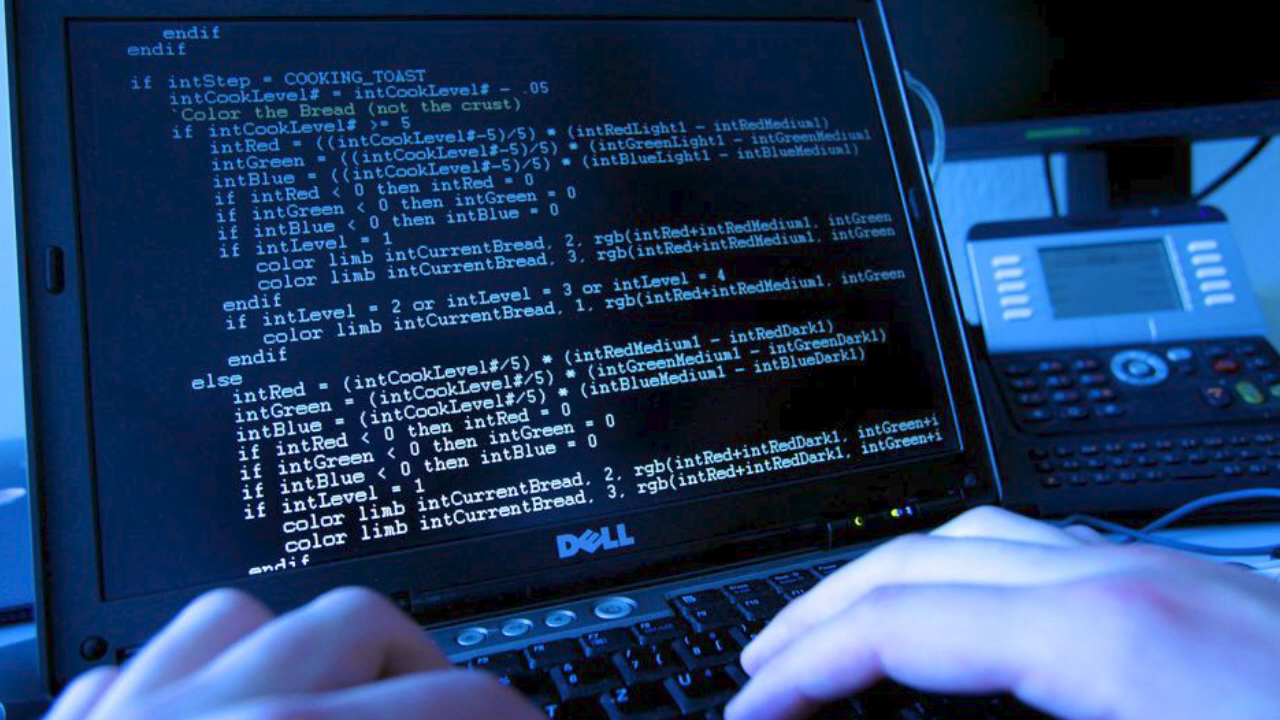 endif
endif
if intStep = COOKING_TOAST
intCookLevel# = intCookLevel# - .05
`Color the Bread (not the crust)
if intCookLevel# >= 5
intRed = ((intCookLevel#-5)/5) * (intRedLight1 - intRedMedium1)
intGreen = ((intCookLevel#-5)/5) * (intGreenLight1 - intGreenMedium1
intBlue = ((intCookLevel#-5)/5) * (intBlueLight1 - intBlueMedium1)
if intRed < 0 then intRed = 0
if intGreen < 0 then intGreen = 0
if intBlue < 0 then intBlue = 0
if intLevel = 1
color limb intCurrentBread, 2, rgb(intRed+intRedMedium1, intGreen
color limb intCurrentBread, 3, rgb(intRed+intRedMedium1, intGreen
endif
if intLevel = 2 or intLevel = 3 or intLevel = 4
color limb intCurrentBread, 1, rgb(intRed+intRedMedium1, intGreen
endif
else
intRed = (intCookLevel#/5) * (intRedMedium1 - intRedDark1)
intGreen = (intCookLevel#/5) * (intGreenMedium1 - intGreenDark1)
intBlue = (intCookLevel#/5) * (intBlueMedium1 - intBlueDark1)
if intRed < 0 then intRed = 0
if intGreen < 0 then intGreen = 0
if intBlue < 0 then intBlue = 0
if intLevel = 1
color limb intCurrentBread, 2, rgb(intRed+intRedDark1, intGreen+i
color limb intCurrentBread, 3, rgb(intRed+intRedDark1, intGreen+i
endif
DELL